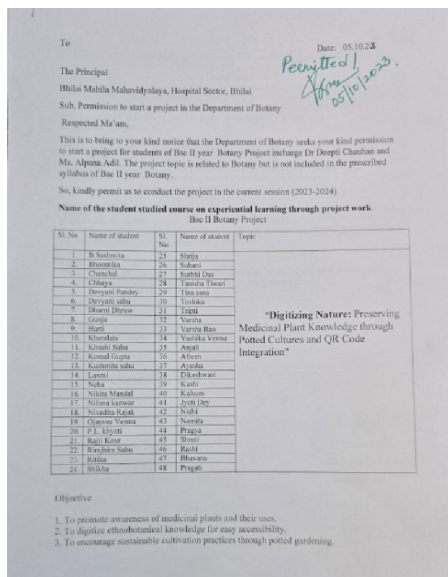 To
Date: 05.10.23
Permitted!
05/10/2023
The Principal
Bhilai Mahila Mahavidyalaya, Hospital Sector, Bhilai
Sub. Permission to start a project in the Department of Botany
Respected Ma'am,
This is to bring to your kind notice that the Department of Botany seeks your kind permission
to start a project for students of Bsc II year Botany Project incharge Dr Deepti Chauhan and
Ms. Alpana Adil. The project topic is related to Botany but is not included in the prescribed
syllabus of Bsc II year Botany.
So, kindly permit us to conduct the project in the current session (2023-2024)
Name of the student studied course on experiential learning through project work
Bsc II Botany Project
Sl. No Name of student Sl. No Name of student Topic
1. B.Sushmita 25 Shrija
2. Bhoomika 26 Suhani
3. Chanchal 27 Surbhi Das
4. Chhaya 28 Tanisha Tiwari
5. Devyani Pandey 29 Tina
6. Devyani sahu 30 Toshika
7. Dharni Dhruw 31 Tripti
8. Gunja 32 Varsha
9. Harti 33 Varsha Rao
10. Khemlata 34 Yashika Verma
11. Khushi Sahu 35 Anjali
12. Komal Gupta 36 Afreen
13. Kushmita sahu 37 Ayesha
14. Laxmi 38 Dikeshwari
15. Neha 39 Kashi
16. Nikita Mandal 40 Kulsum
17. Nilima kanwar 41 Jyoti Dey
18. Nivedita Rajak 42 Nidhi
19. Ojaswee Verma 43 Nomita
20. P.L. khyati 44 Pragya
21. Rajji Kour 45 Shruti
22. Rimjhim Sahu 46 Rashi
23. Ritika 47 Bhavana
24. Shikha 48 Pragati
"Digitizing Nature: Preserving
Medicinal Plant Knowledge through
Potted Cultures and QR Code
Integration"
Objective
1. To promote awareness of medicinal plants and their uses.
2. To digitize ethnobotanical knowledge for easy accessibility.
3. To encourage sustainable cultivation practices through potted gardening.